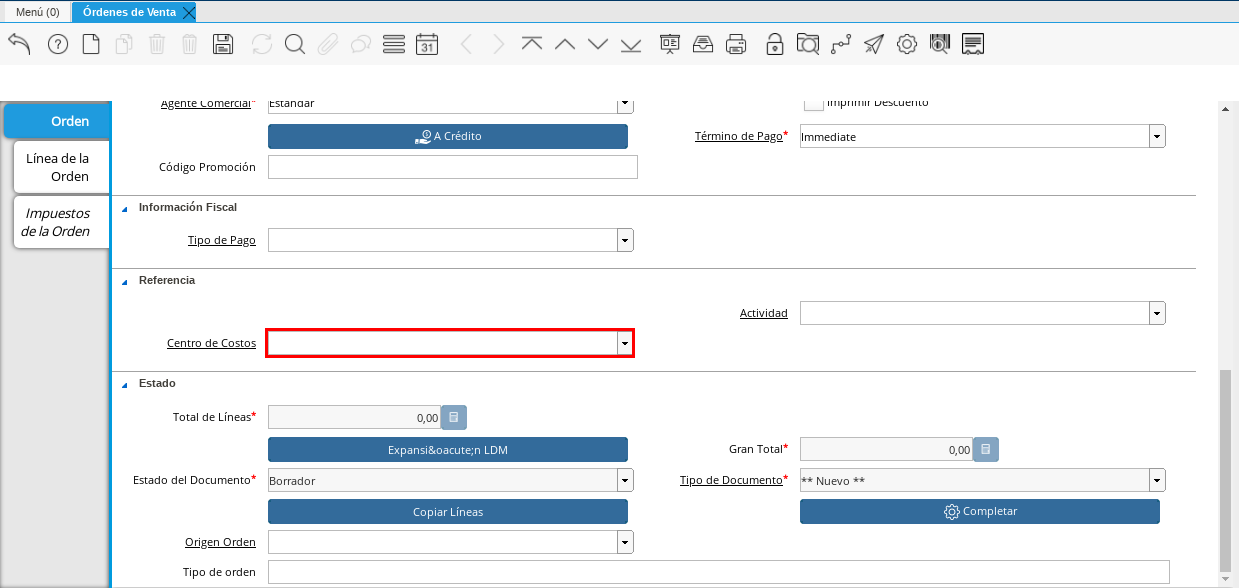 Menú (0)
Órdenes de Venta
31
Orden
Línea de la
Orden
Impuestos
de la Orden
Agente Comercial* Estándar
Imprimir Descuento
A Crédito
Término de Pago* Immediate
Código Promoción
Información Fiscal
Tipo de Pago
Referencia
Actividad
Centro de Costos
Estado
Total de Líneas* 0,00
Expansi&oacute;n LDM
Gran Total* 0,00
Estado del Documento* Borrador
Tipo de Documento* ** Nuevo **
Copiar Líneas
Completar
Origen Orden
Tipo de orden